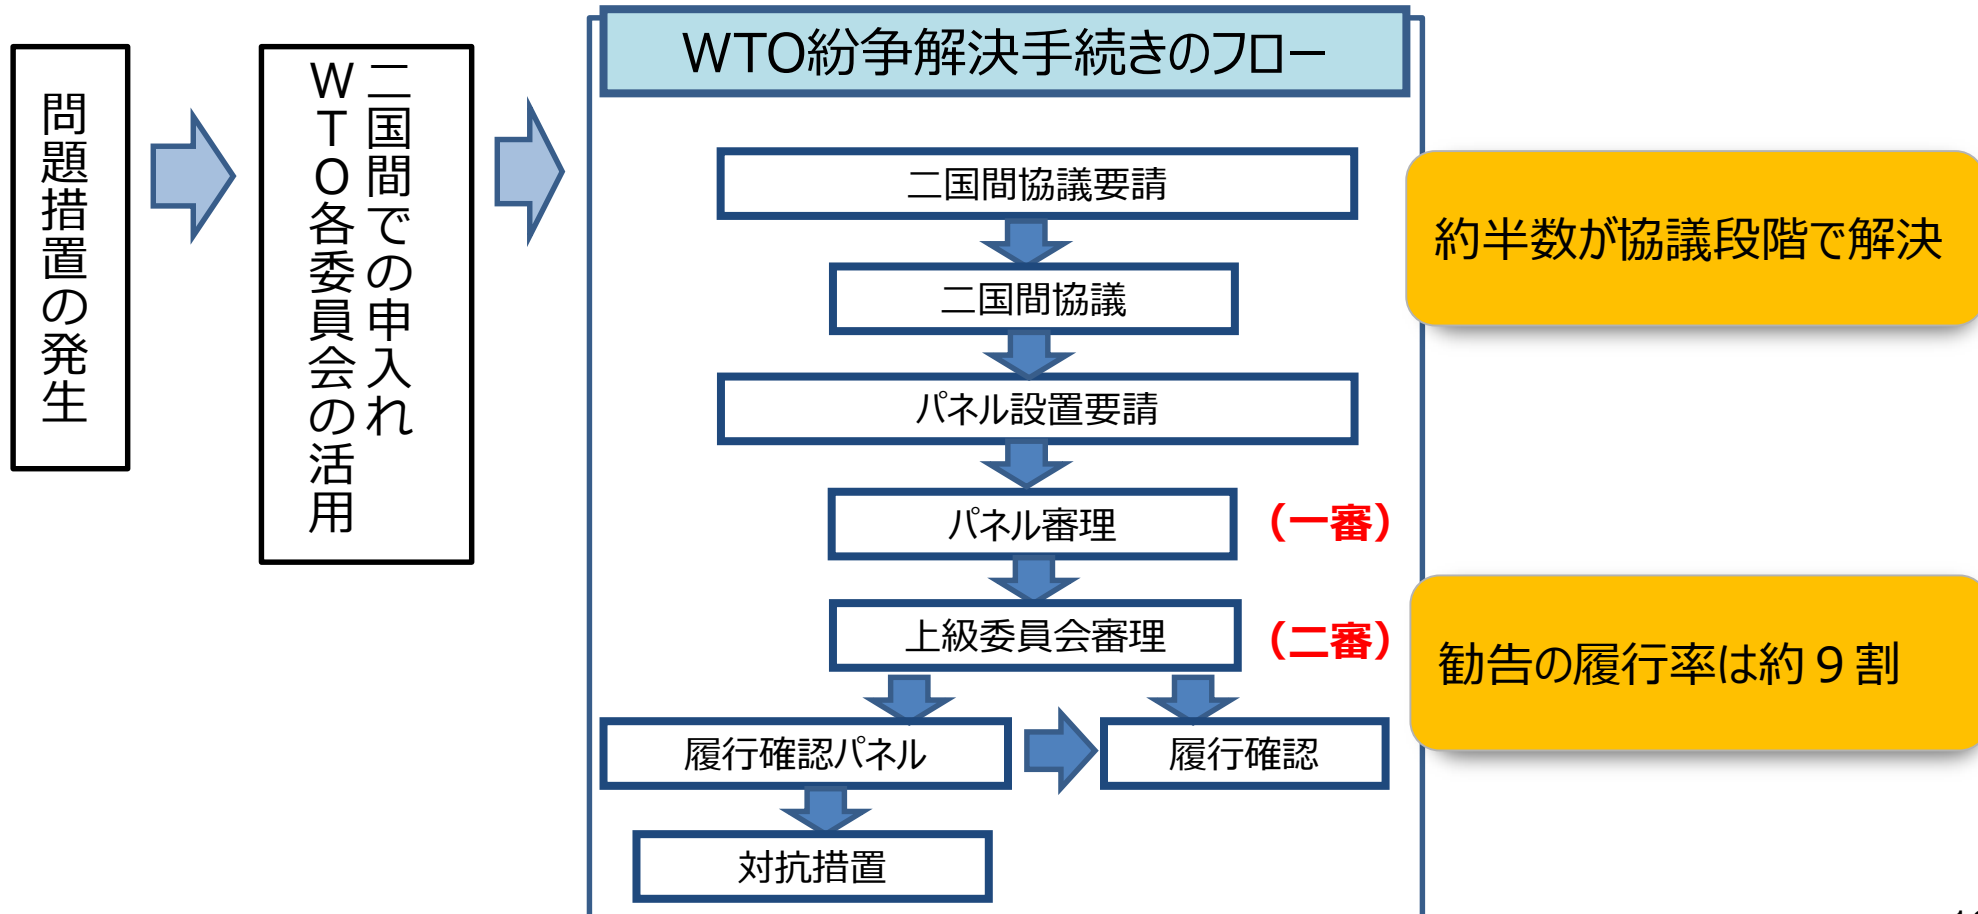 問題措置の発生
二国間での申入れ
ＷＴＯ各委員会の活用
WTO紛争解決手続きのフロー
二国間協議要請
二国間協議
パネル設置要請
パネル審理
（一審）
上級委員会審理
（二審）
履行確認パネル
履行確認
対抗措置
約半数が協議段階で解決
勧告の履行率は約９割